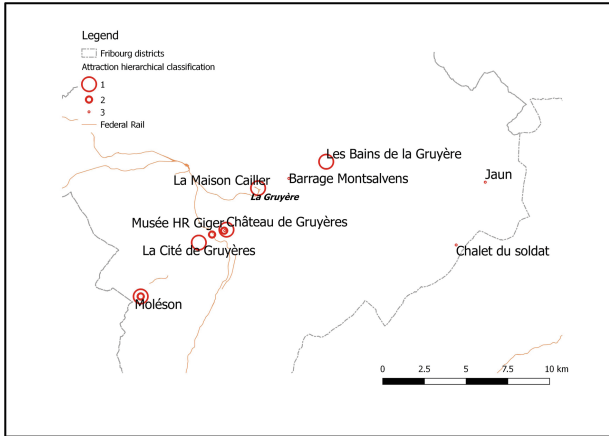 Legend
Fribourg districts
Attraction hierarchical classification
1
2
3
Federal Rail
Les Bains de la Gruyère
La Maison Cailler
Barrage Montsalvens
Jaun
La Gruyère
Musée HR Giger
Château de Gruyères
La Cité de Gruyères
Chalet du soldat
Moléson
0 2.5 5 7.5 10 km